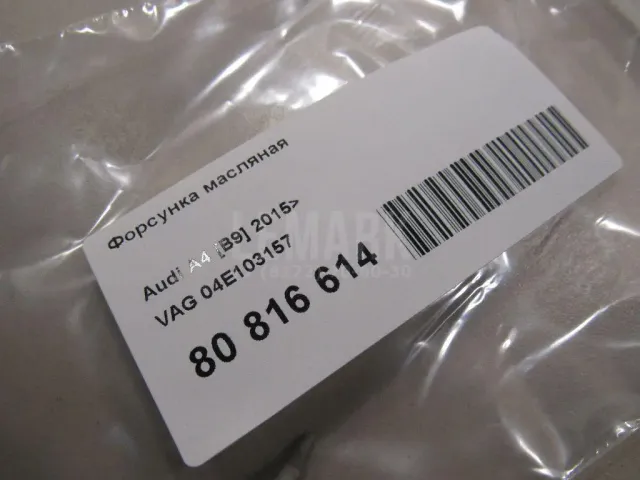 Форсунка масляная
Audi A4 [B9] 2015>
VAG 04E103157
80 816 614